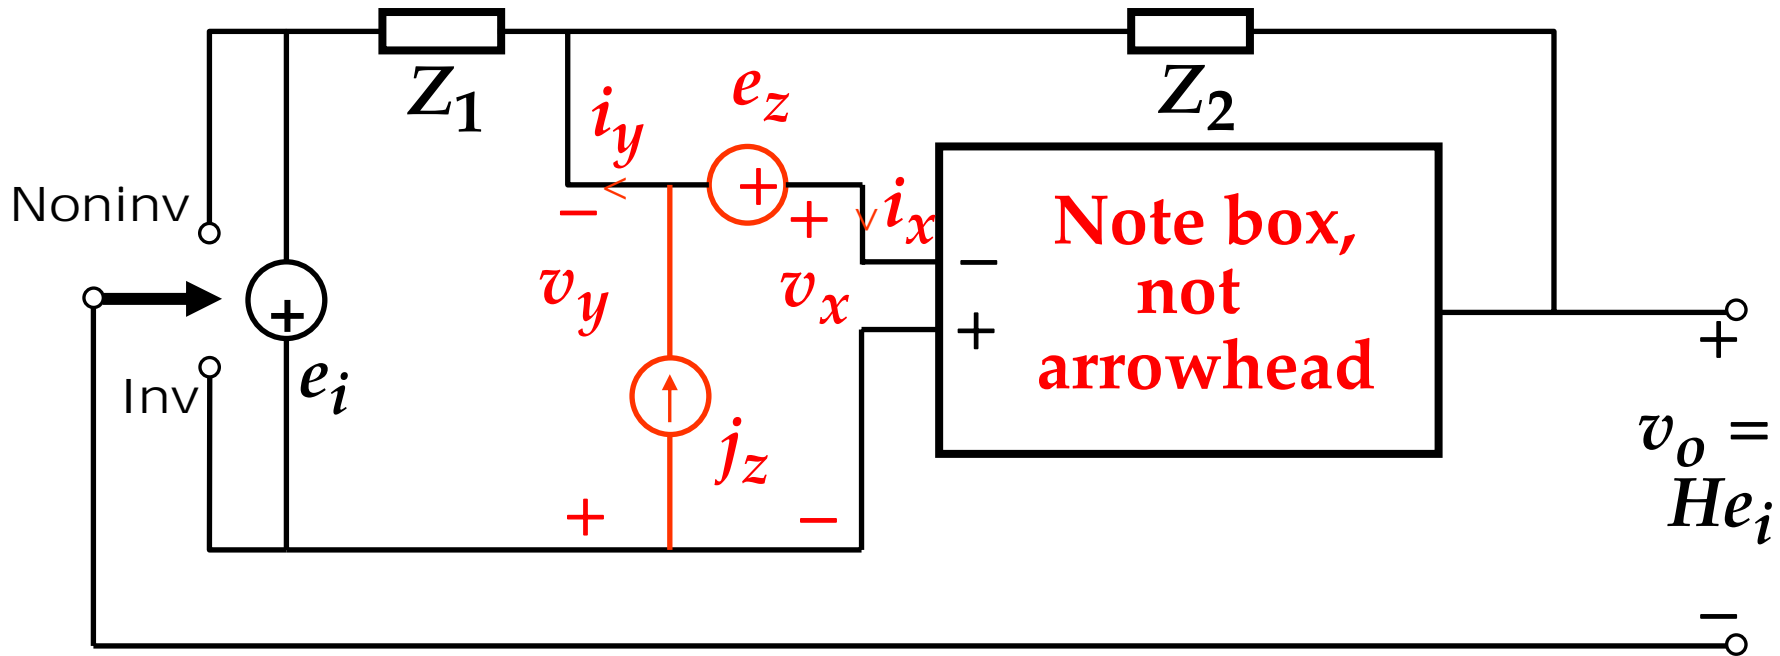 Z1
Z2
ez
iy
Noninv
ix
Note box,
not
arrowhead
+
−
+
−
vy
vx
+
+
Inv
ei
jz
+
−
+
vo =
Hei
−